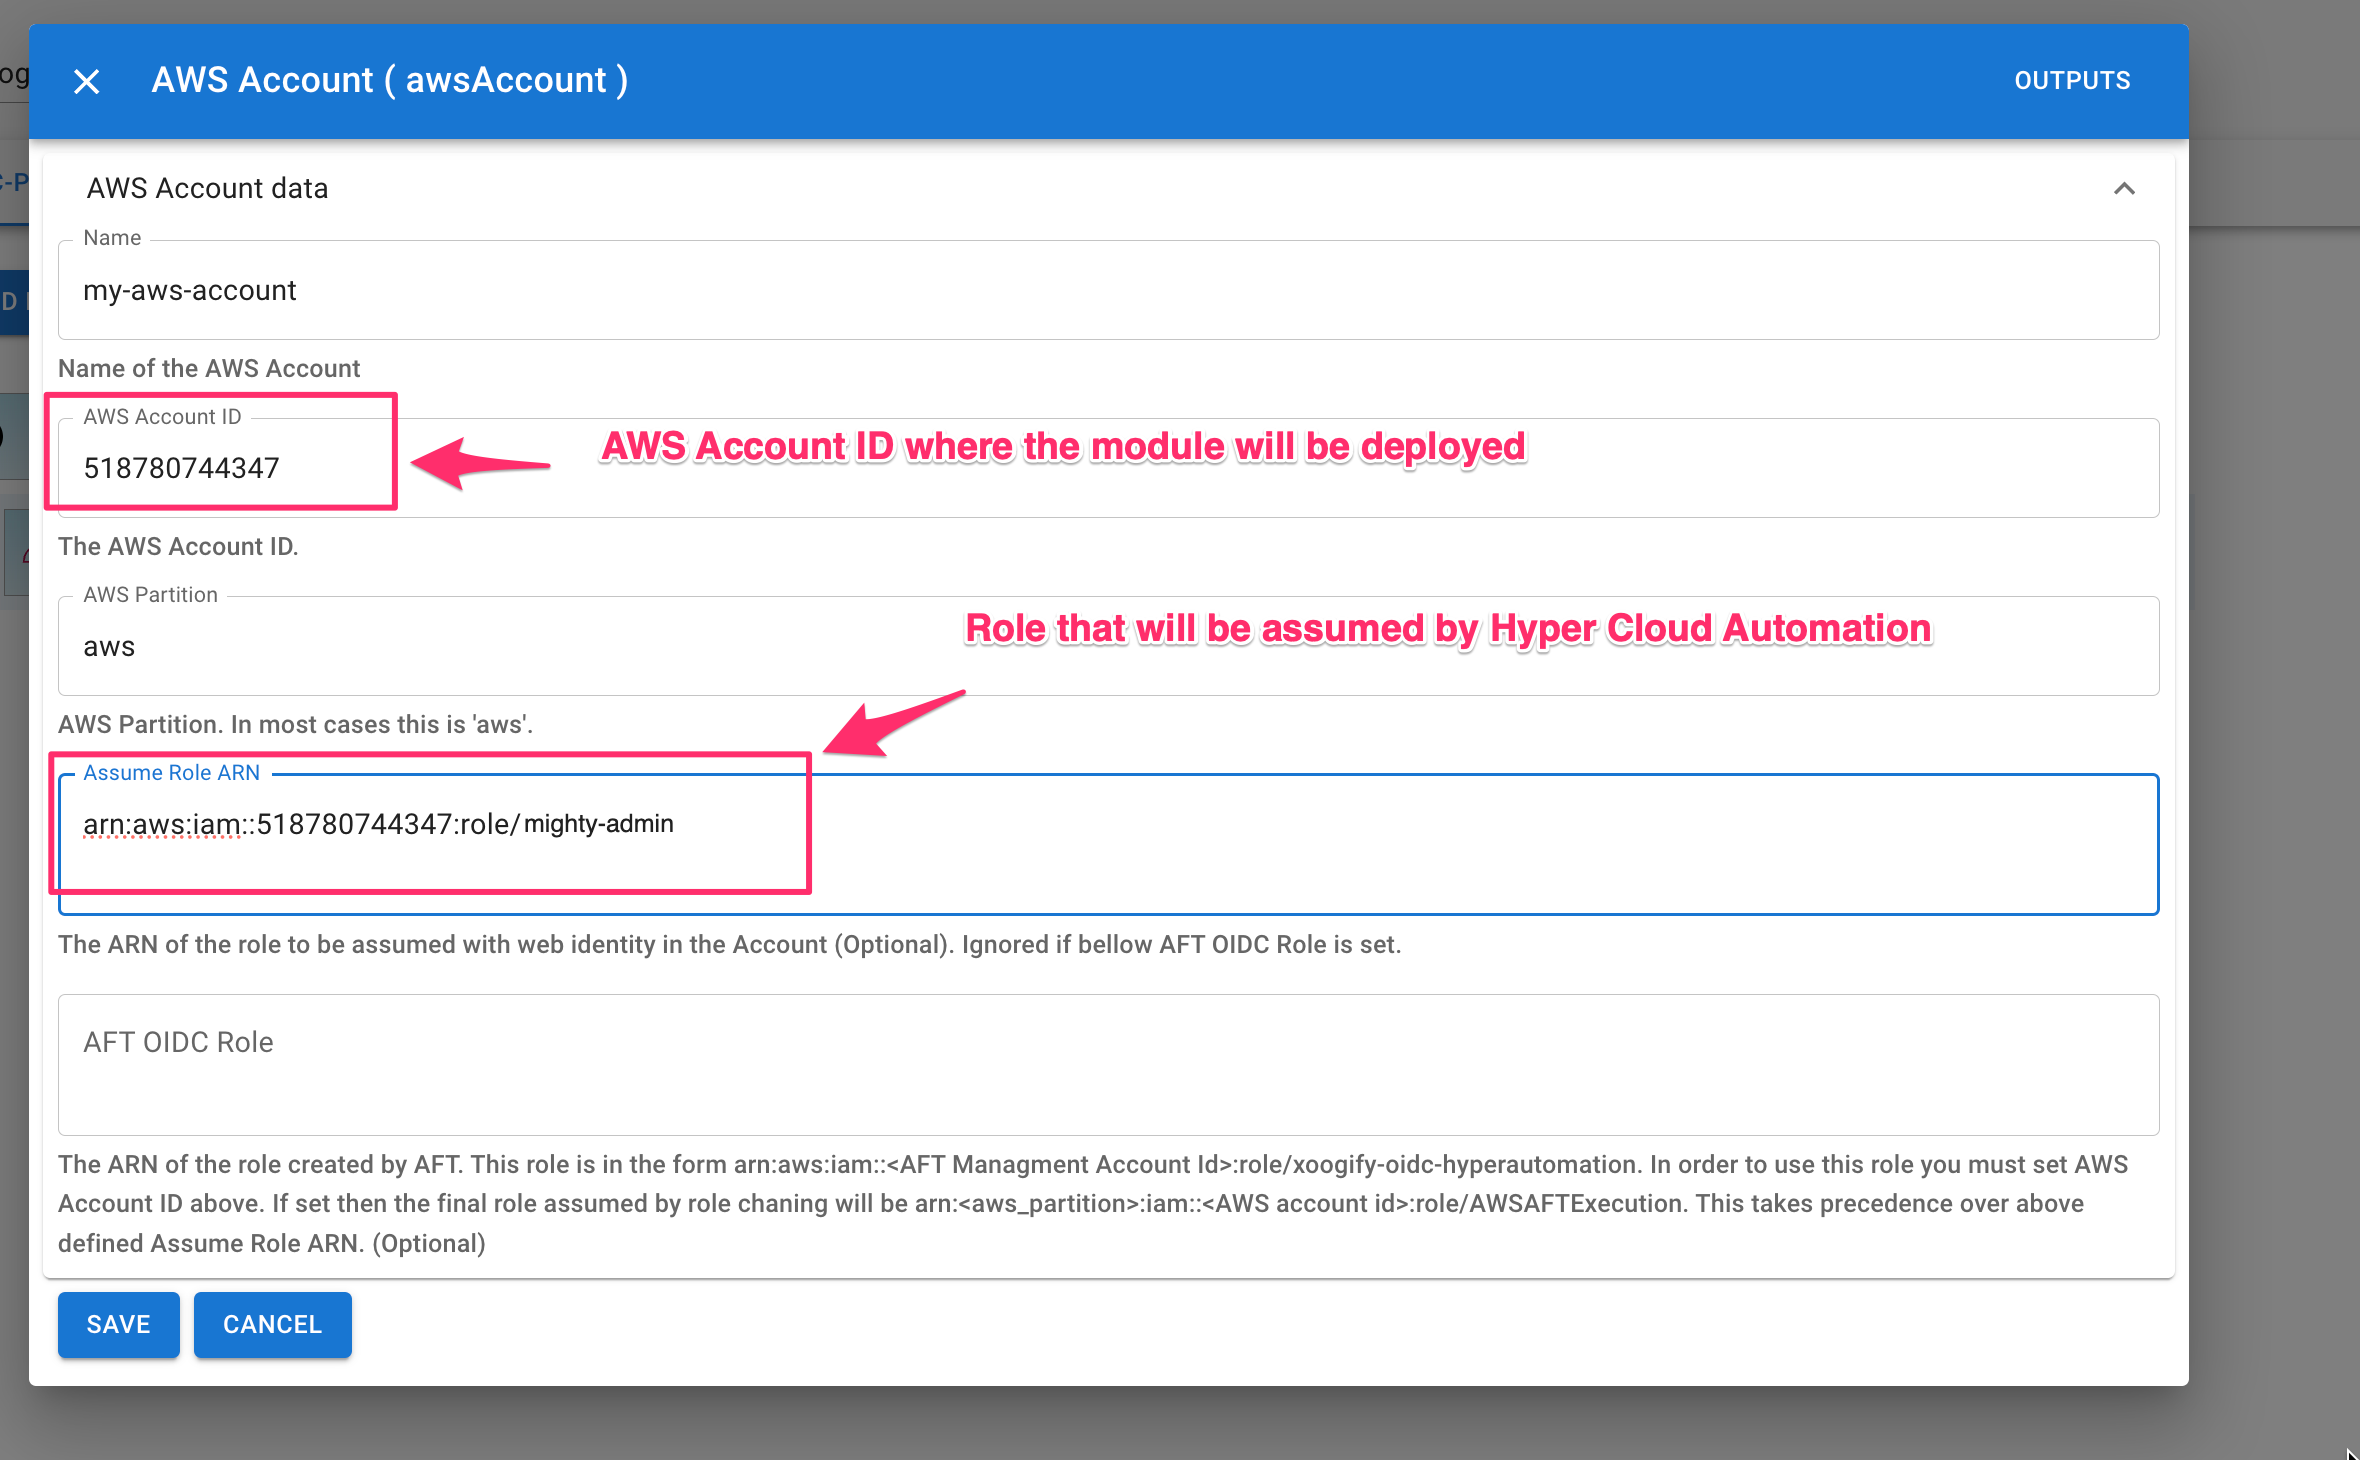 og
AWS Account ( awsAccount )
OUTPUTS
C-P
AWS Account data
Name
D
my-aws-account
Name of the AWS Account
AWS Account ID
518780744347
AWS Account ID where the module will be deployed
The AWS Account ID.
AWS Partition
aws
Role that will be assumed by Hyper Cloud Automation
AWS Partition. In most cases this is 'aws'.
Assume Role ARN
arn:aws:iam::518780744347:role/mighty-admin
The ARN of the role to be assumed with web identity in the Account (Optional). Ignored if bellow AFT OIDC Role is set.
AFT OIDC Role
The ARN of the role created by AFT. This role is in the form arn:aws:iam::<AFT Managment Account Id>:role/xoogify-oidc-hyperautomation. In order to use this role you must set AWS
Account ID above. If set then the final role assumed by role chaning will be arn:<aws_partition>:iam::<AWS account id>:role/AWSAFTExecution. This takes precedence over above
defined Assume Role ARN. (Optional)
SAVE
CANCEL